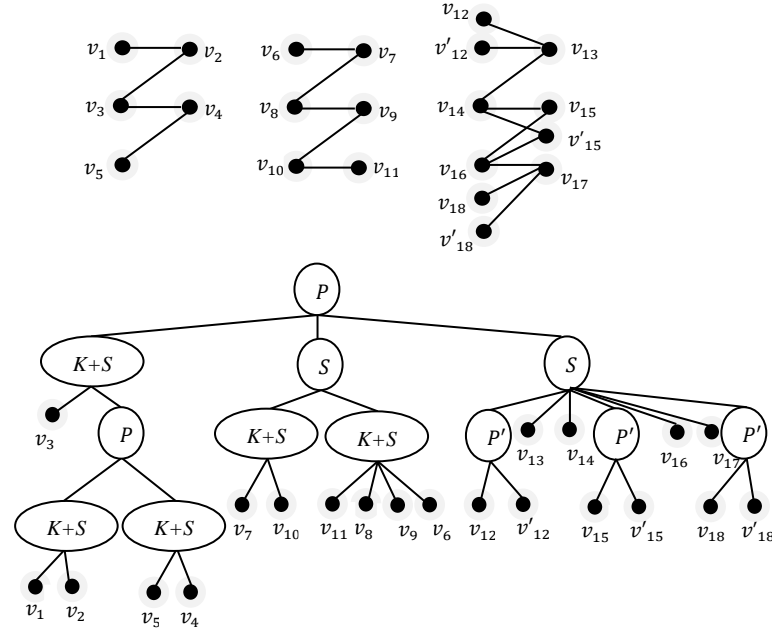 v₁₂
v₁ v₂ v₆ v₇ v'₁₂ v₁₃
v₃ v₄ v₈ v₉ v₁₄ v₁₅
v'₁₅
v₅ v₁₀ v₁₁ v₁₆ v₁₇
v₁₈
v'₁₈
P
K+S S S
v₃ P K+S K+S P' v₁₃ v₁₄ P' v₁₆ v₁₇ P'
K+S K+S v₇ v₁₀ v₁₁ v₈ v₉ v₆ v₁₂ v'₁₂ v₁₅ v'₁₅ v₁₈ v'₁₈
v₁ v₂ v₅ v₄